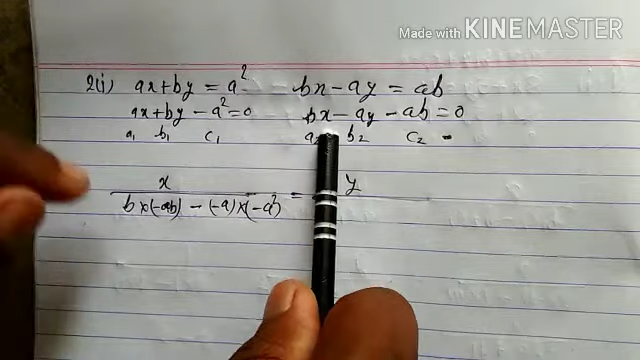 Made with KINEMASTER
2(i) ax+by = a² bx-ay = ab
ax+by-a²=0 bx-ay-ab=0
a₁ b₁ c₁ a₂ b₂ c₂
x y
b×(-ab) - (-a)×(-a²) =